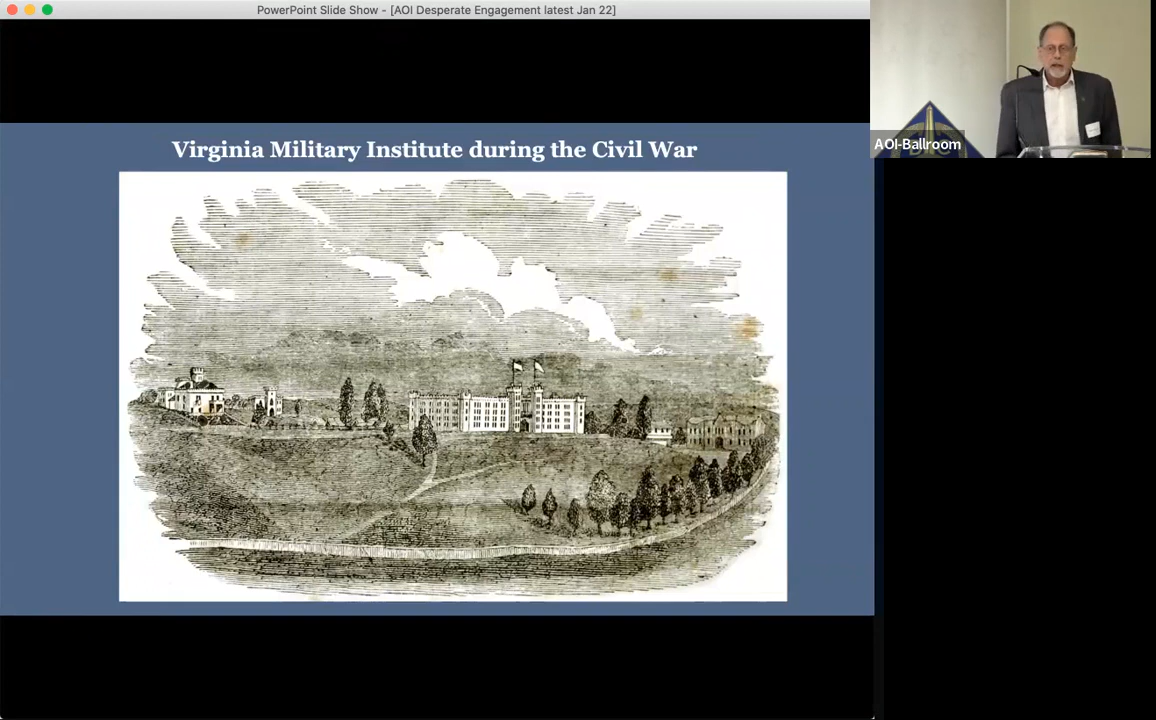 PowerPoint Slide Show - [AOI Desperate Engagement latest Jan 22]
Virginia Military Institute during the Civil War
AOI-Ballroom